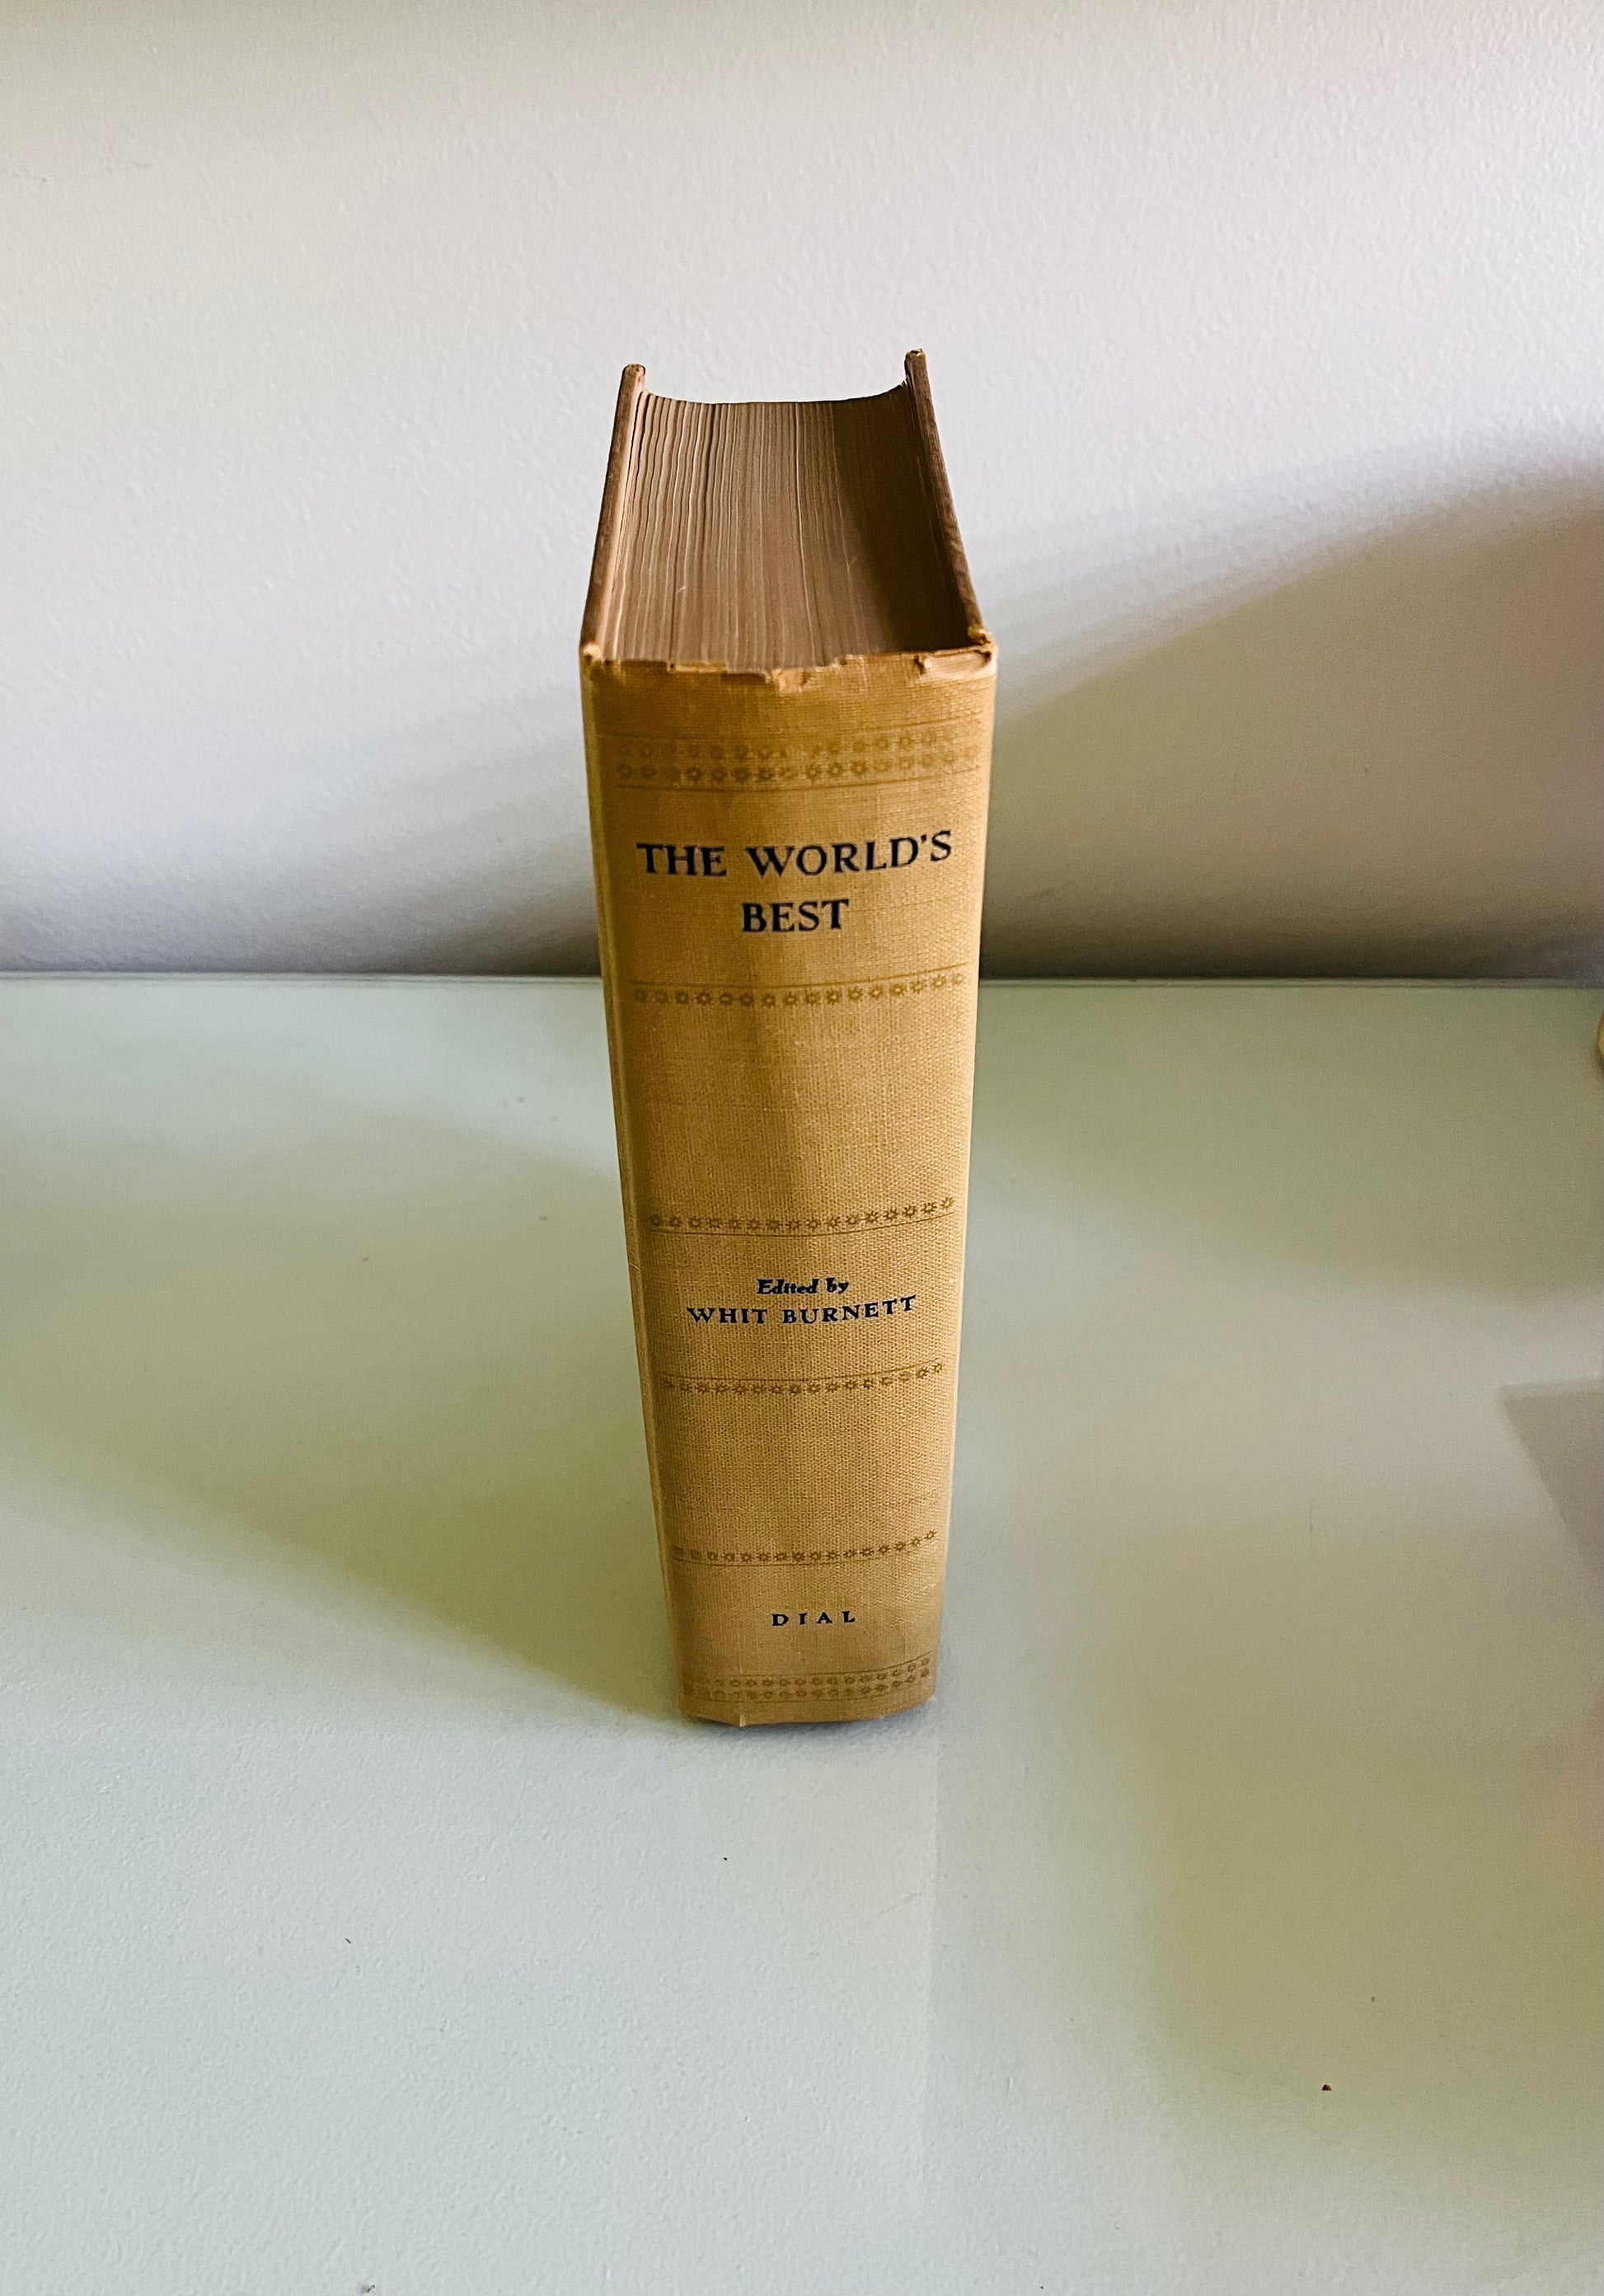 THE WORLD'S
BEST
Edited by
WHIT BURNETT
DIAL